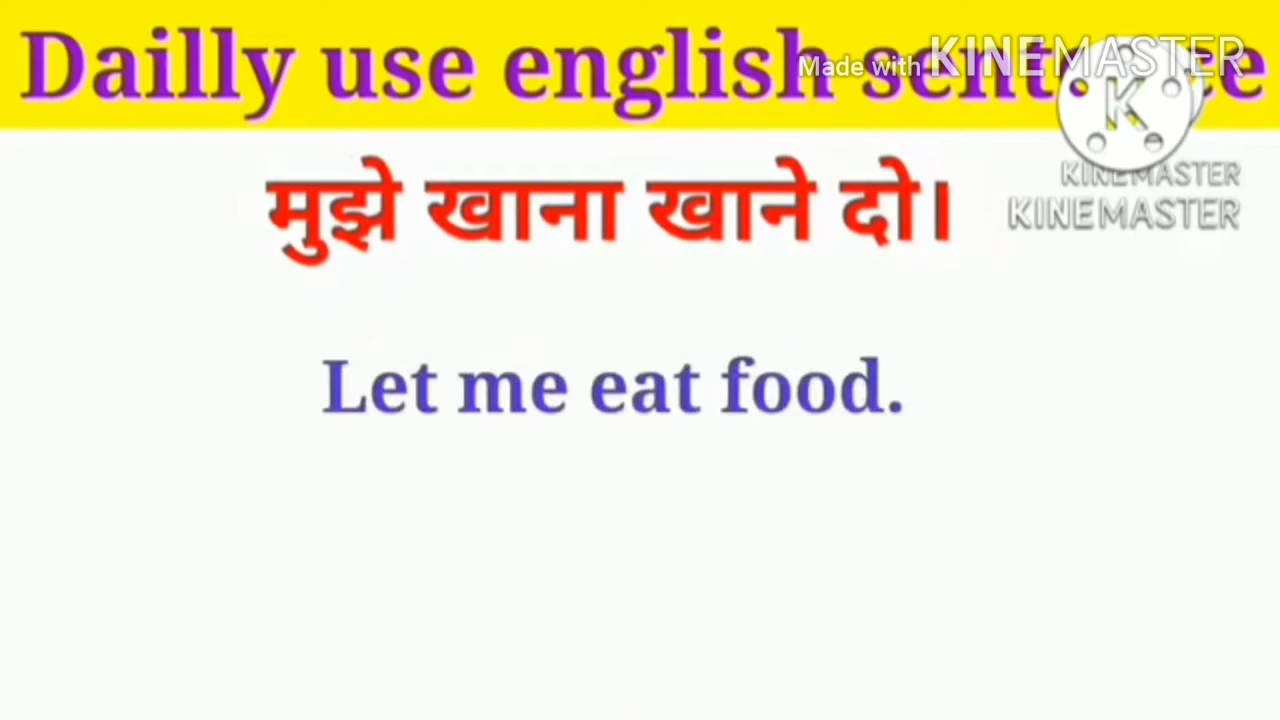 Dailly use english
Made with KINEMASTER
K
KINEMASTER
मुझे खाना खाने दो।
KINEMASTER
Let me eat food.